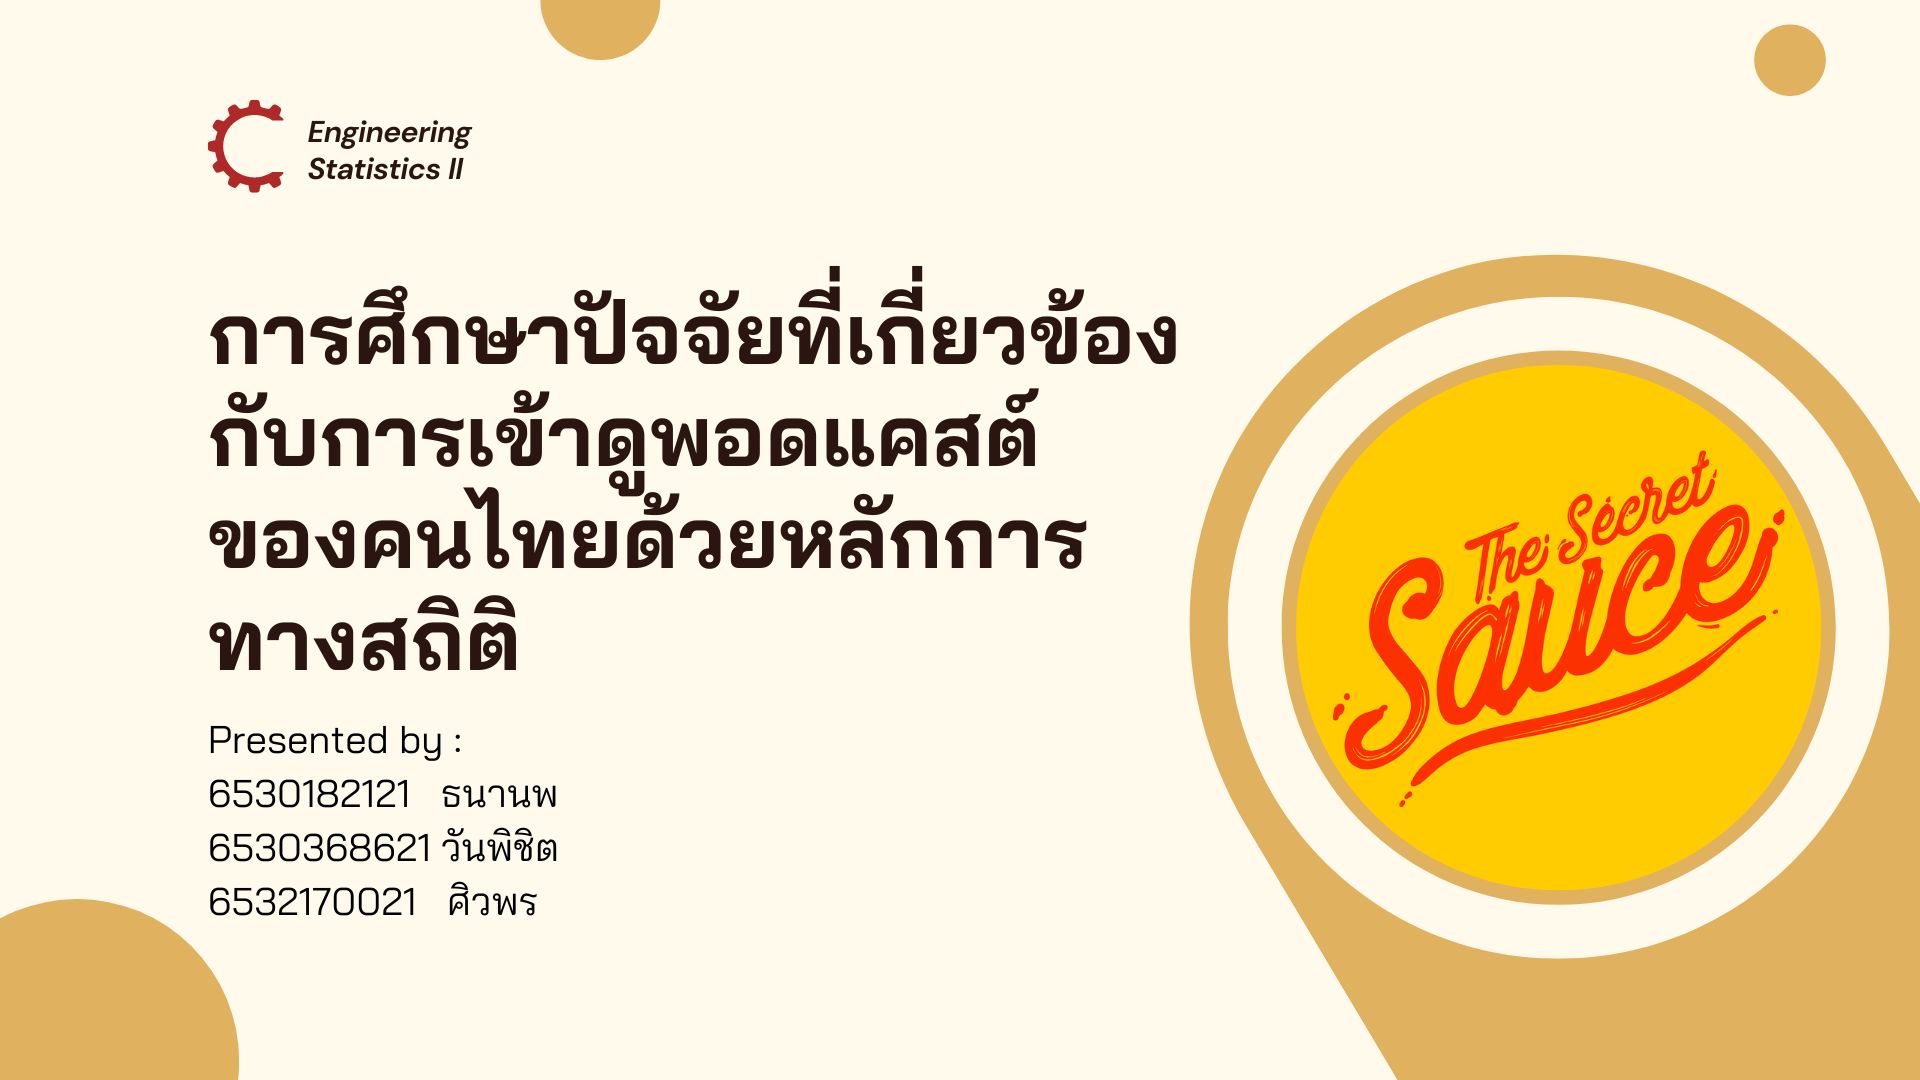 Engineering
Statistics II
การศึกษาปัจจัยที่เกี่ยวข้อง
กับการเข้าดูพอดแคสต์
ของคนไทยด้วยหลักการ
ทางสถิติ
Presented by :
6530182121 ธนานพ
6530368621 วันพิชิต
6532170021 ศิวพร
The Secret
Sauce